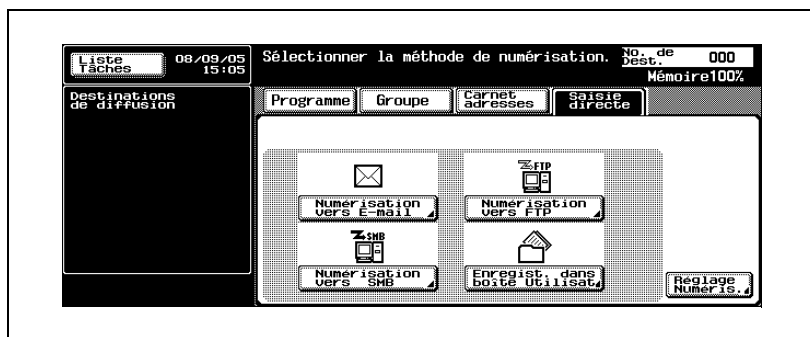 Liste
Tâches
08/09/05
15:05
Sélectionner la méthode de numérisation.
No. de
Dest.
000
Mémoire100%
Destinations
de diffusion
Programme
Groupe
Carnet
adresses
Saisie
directe
Numérisation
vers E-mail
FTP
Numérisation
vers FTP
SMB
Numérisation
vers SMB
Enregist. dans
boîte Utilisat.
Réglage
Numéris.